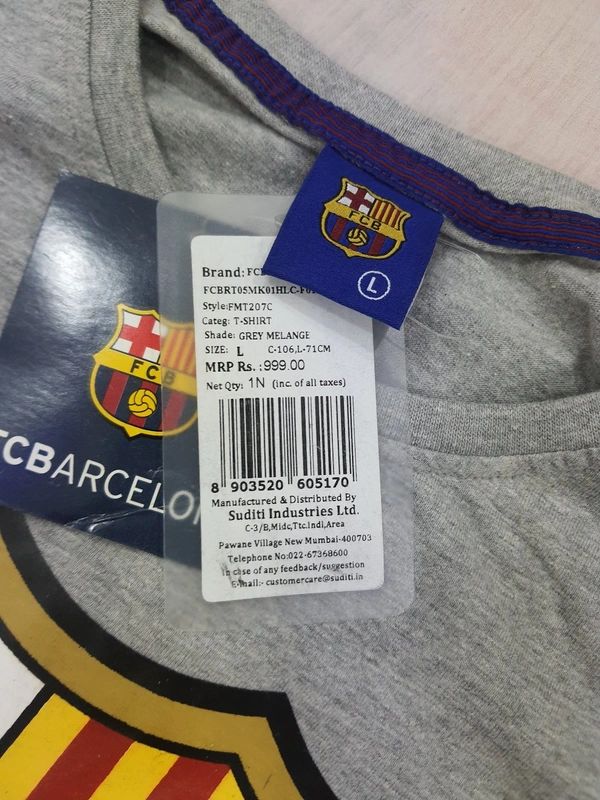 FCB
L
FCB
FCBARCELO
Brand: FCB
FCBRT05MK01HLC-F0
Style:FMT207C
Categ: T-SHIRT
Shade: GREY MELANGE
SIZE: L C-106,L-71CM
MRP Rs. :999.00
Net Qty: 1N (inc. of all taxes)
8 903520 605170
Manufactured & Distributed By
Suditi Industries Ltd.
C-3/B,Midc,Ttc.Indl,Area
Pawane Village New Mumbai-400703
Telephone No:022-67368600
In case of any feedback/suggestion
E-mail:- customercare@suditi.in